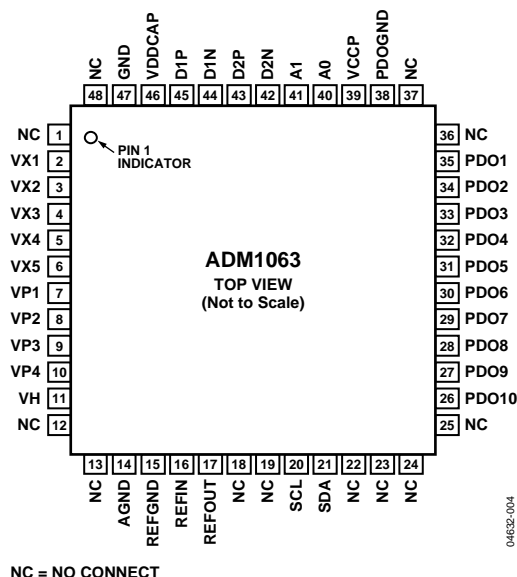 NC
GND
VDDCAP
D1P
D1N
D2P
D2N
A1
A0
VCCP
PDOGND
NC
48 47 46 45 44 43 42 41 40 39 38 37
NC 1
VX1 2
VX2 3
VX3 4
VX4 5
VX5 6
VP1 7
VP2 8
VP3 9
VP4 10
VH 11
NC 12
PIN 1
INDICATOR
ADM1063
TOP VIEW
(Not to Scale)
36 NC
35 PDO1
34 PDO2
33 PDO3
32 PDO4
31 PDO5
30 PDO6
29 PDO7
28 PDO8
27 PDO9
26 PDO10
25 NC
13 14 15 16 17 18 19 20 21 22 23 24
NC
AGND
REFGND
REFIN
REFOUT
NC
NC
SCL
SDA
NC
NC
NC
04632-004
NC = NO CONNECT